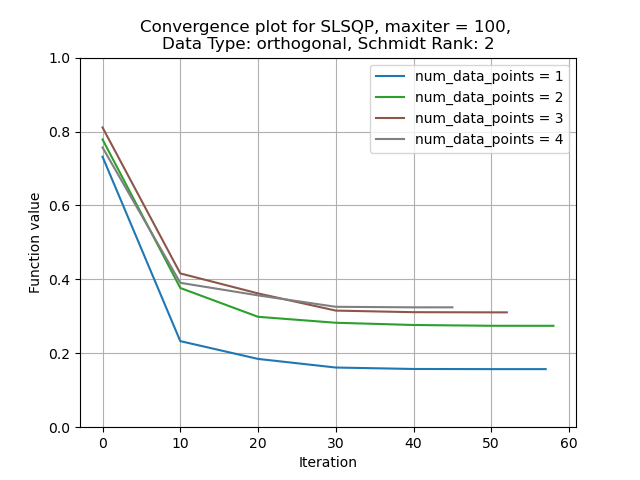 Convergence plot for SLSQP, maxiter = 100,
Data Type: orthogonal, Schmidt Rank: 2
1.0
0.8
0.6
0.4
0.2
0.0
Function value
num_data_points = 1
num_data_points = 2
num_data_points = 3
num_data_points = 4
0 10 20 30 40 50 60
Iteration